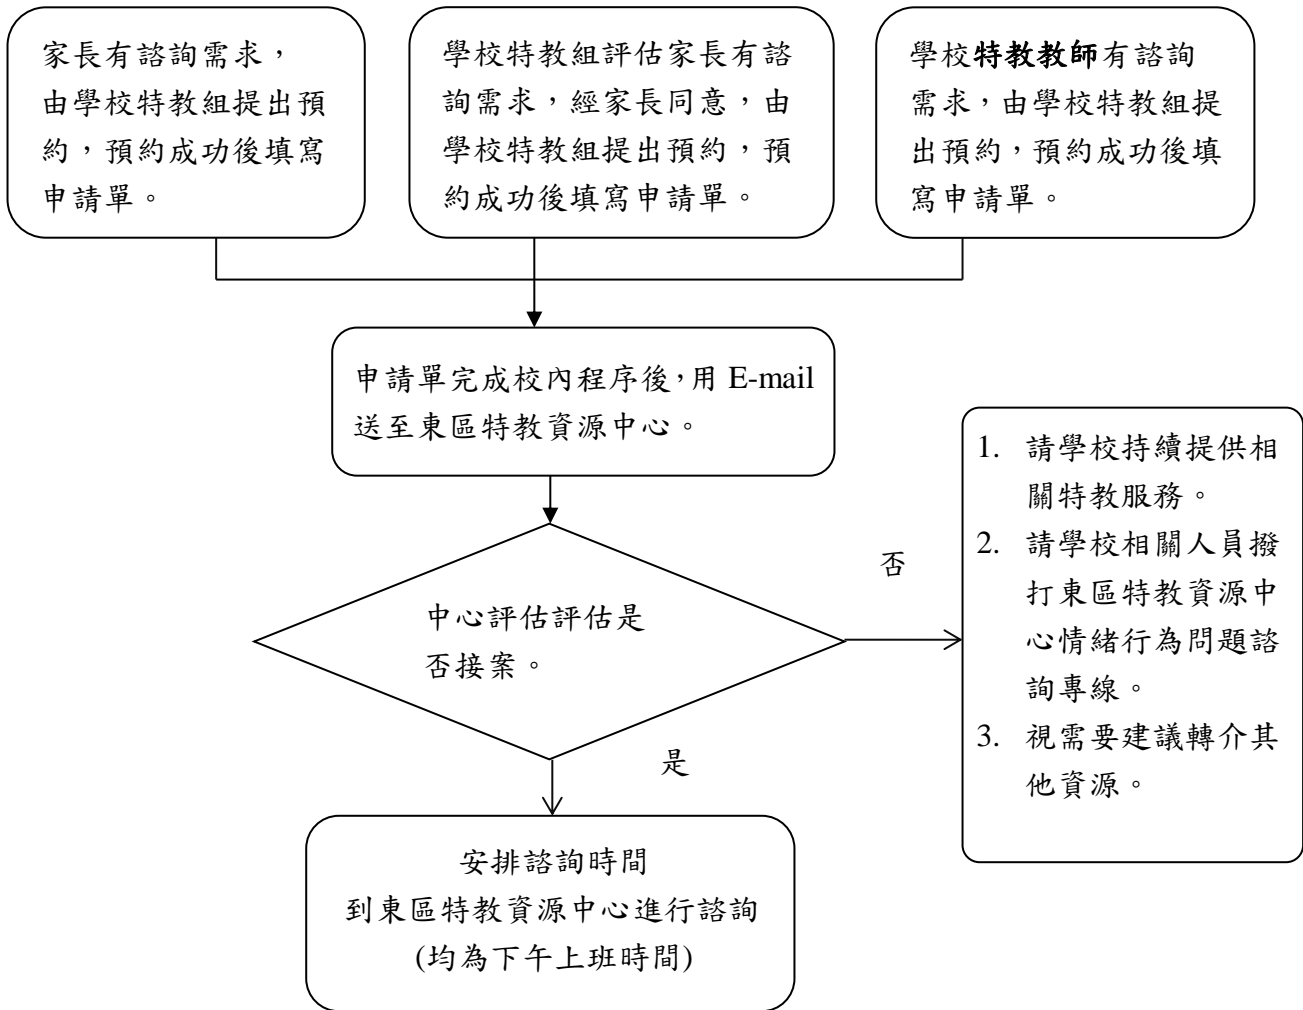 家長有諮詢需求，
由學校特教組提出預
約，預約成功後填寫
申請單。
學校特教組評估家長有諮
詢需求，經家長同意，由
學校特教組提出預約，預
約成功後填寫申請單。
學校特教教師有諮詢
需求，由學校特教組提
出預約，預約成功後填
寫申請單。
申請單完成校內程序後，用 E-mail
送至東區特教資源中心。
中心評估評估是
否接案。
否
1. 請學校持續提供相
關特教服務。
2. 請學校相關人員撥
打東區特教資源中
心情緒行為問題諮
詢專線。
3. 視需要建議轉介其
他資源。
是
安排諮詢時間
到東區特教資源中心進行諮詢
(均為下午上班時間)